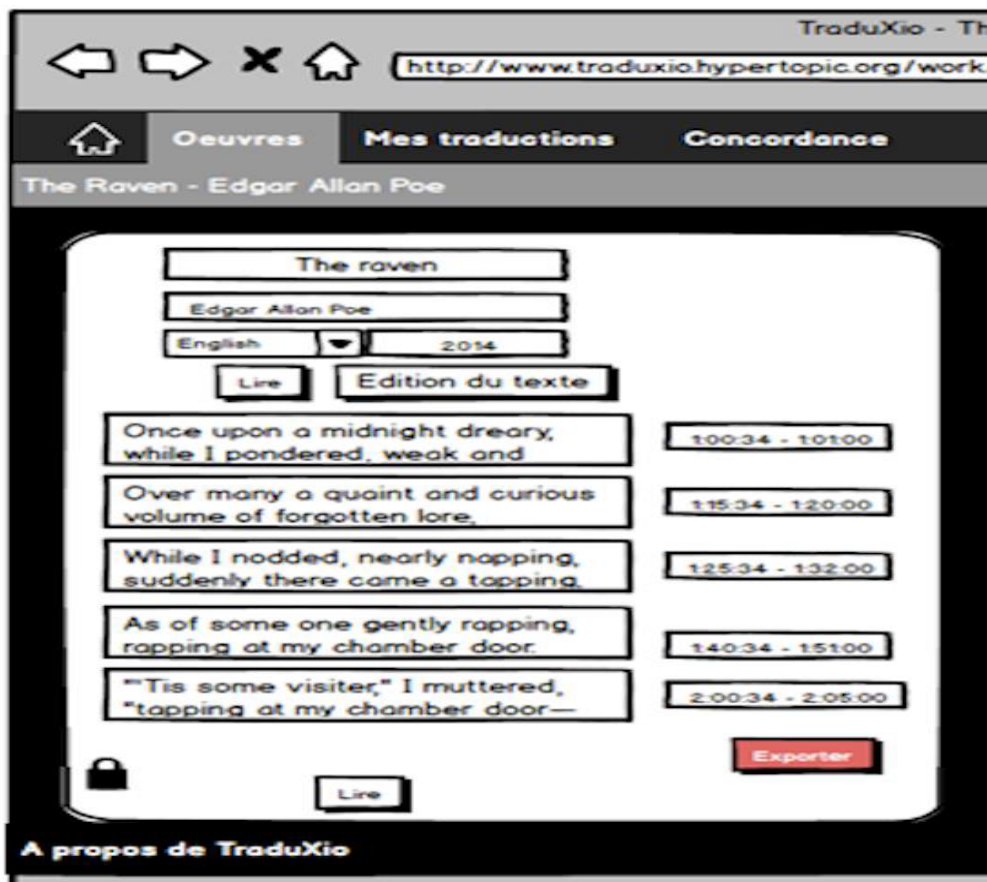 TraduXio - Th
http://www.traduxio.hypertopic.org/work.
Oeuvres Mes traductions Concordance
The Raven - Edgar Allan Poe
The raven
Edgar Allan Poe
English 2014
Lire Edition du texte
Once upon a midnight dreary,
while I pondered, weak and
1:00:34 - 1:01:00
Over many a quaint and curious
volume of forgotten lore,
1:15:34 - 1:20:00
While I nodded, nearly napping,
suddenly there came a tapping,
1:25:34 - 1:32:00
As of some one gently rapping,
rapping at my chamber door.
1:40:34 - 1:51:00
"'Tis some visiter," I muttered,
"tapping at my chamber door—
2:00:34 - 2:05:00
Exporter
Lire
A propos de TraduXio